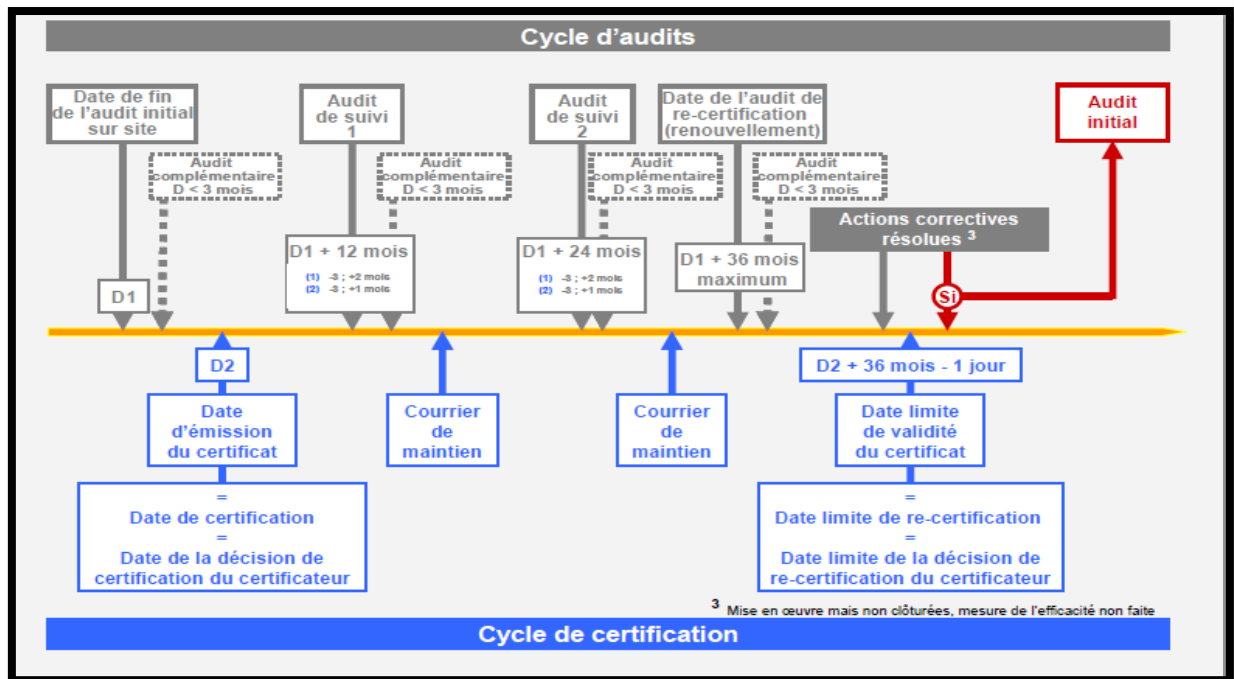 Cycle d'audits
Date de fin
de l'audit initial
sur site
Audit
de suivi
1
Audit
de suivi
2
Date de l'audit de
re-certification
(renouvellement)
Audit
initial
Audit
complémentaire
D < 3 mois
Audit
complémentaire
D < 3 mois
Audit
complémentaire
D < 3 mois
Audit
complémentaire
D < 3 mois
Actions correctives
résolues 3
D1
D1 + 12 mois
(1) -3 ; +2 mois
(2) -3 ; +1 mois
D1 + 24 mois
(1) -3 ; +2 mois
(2) -3 ; +1 mois
D1 + 36 mois
maximum
Si
D2
D2 + 36 mois - 1 jour
Date
d'émission
du certificat
Courrier
de
maintien
Courrier
de
maintien
Date limite
de validité
du certificat
=
Date de certification
=
Date de la décision de
certification du certificateur
=
Date limite de re-certification
=
Date limite de la décision de
re-certification du certificateur
3 Mise en œuvre mais non clôturées, mesure de l'efficacité non faite
Cycle de certification